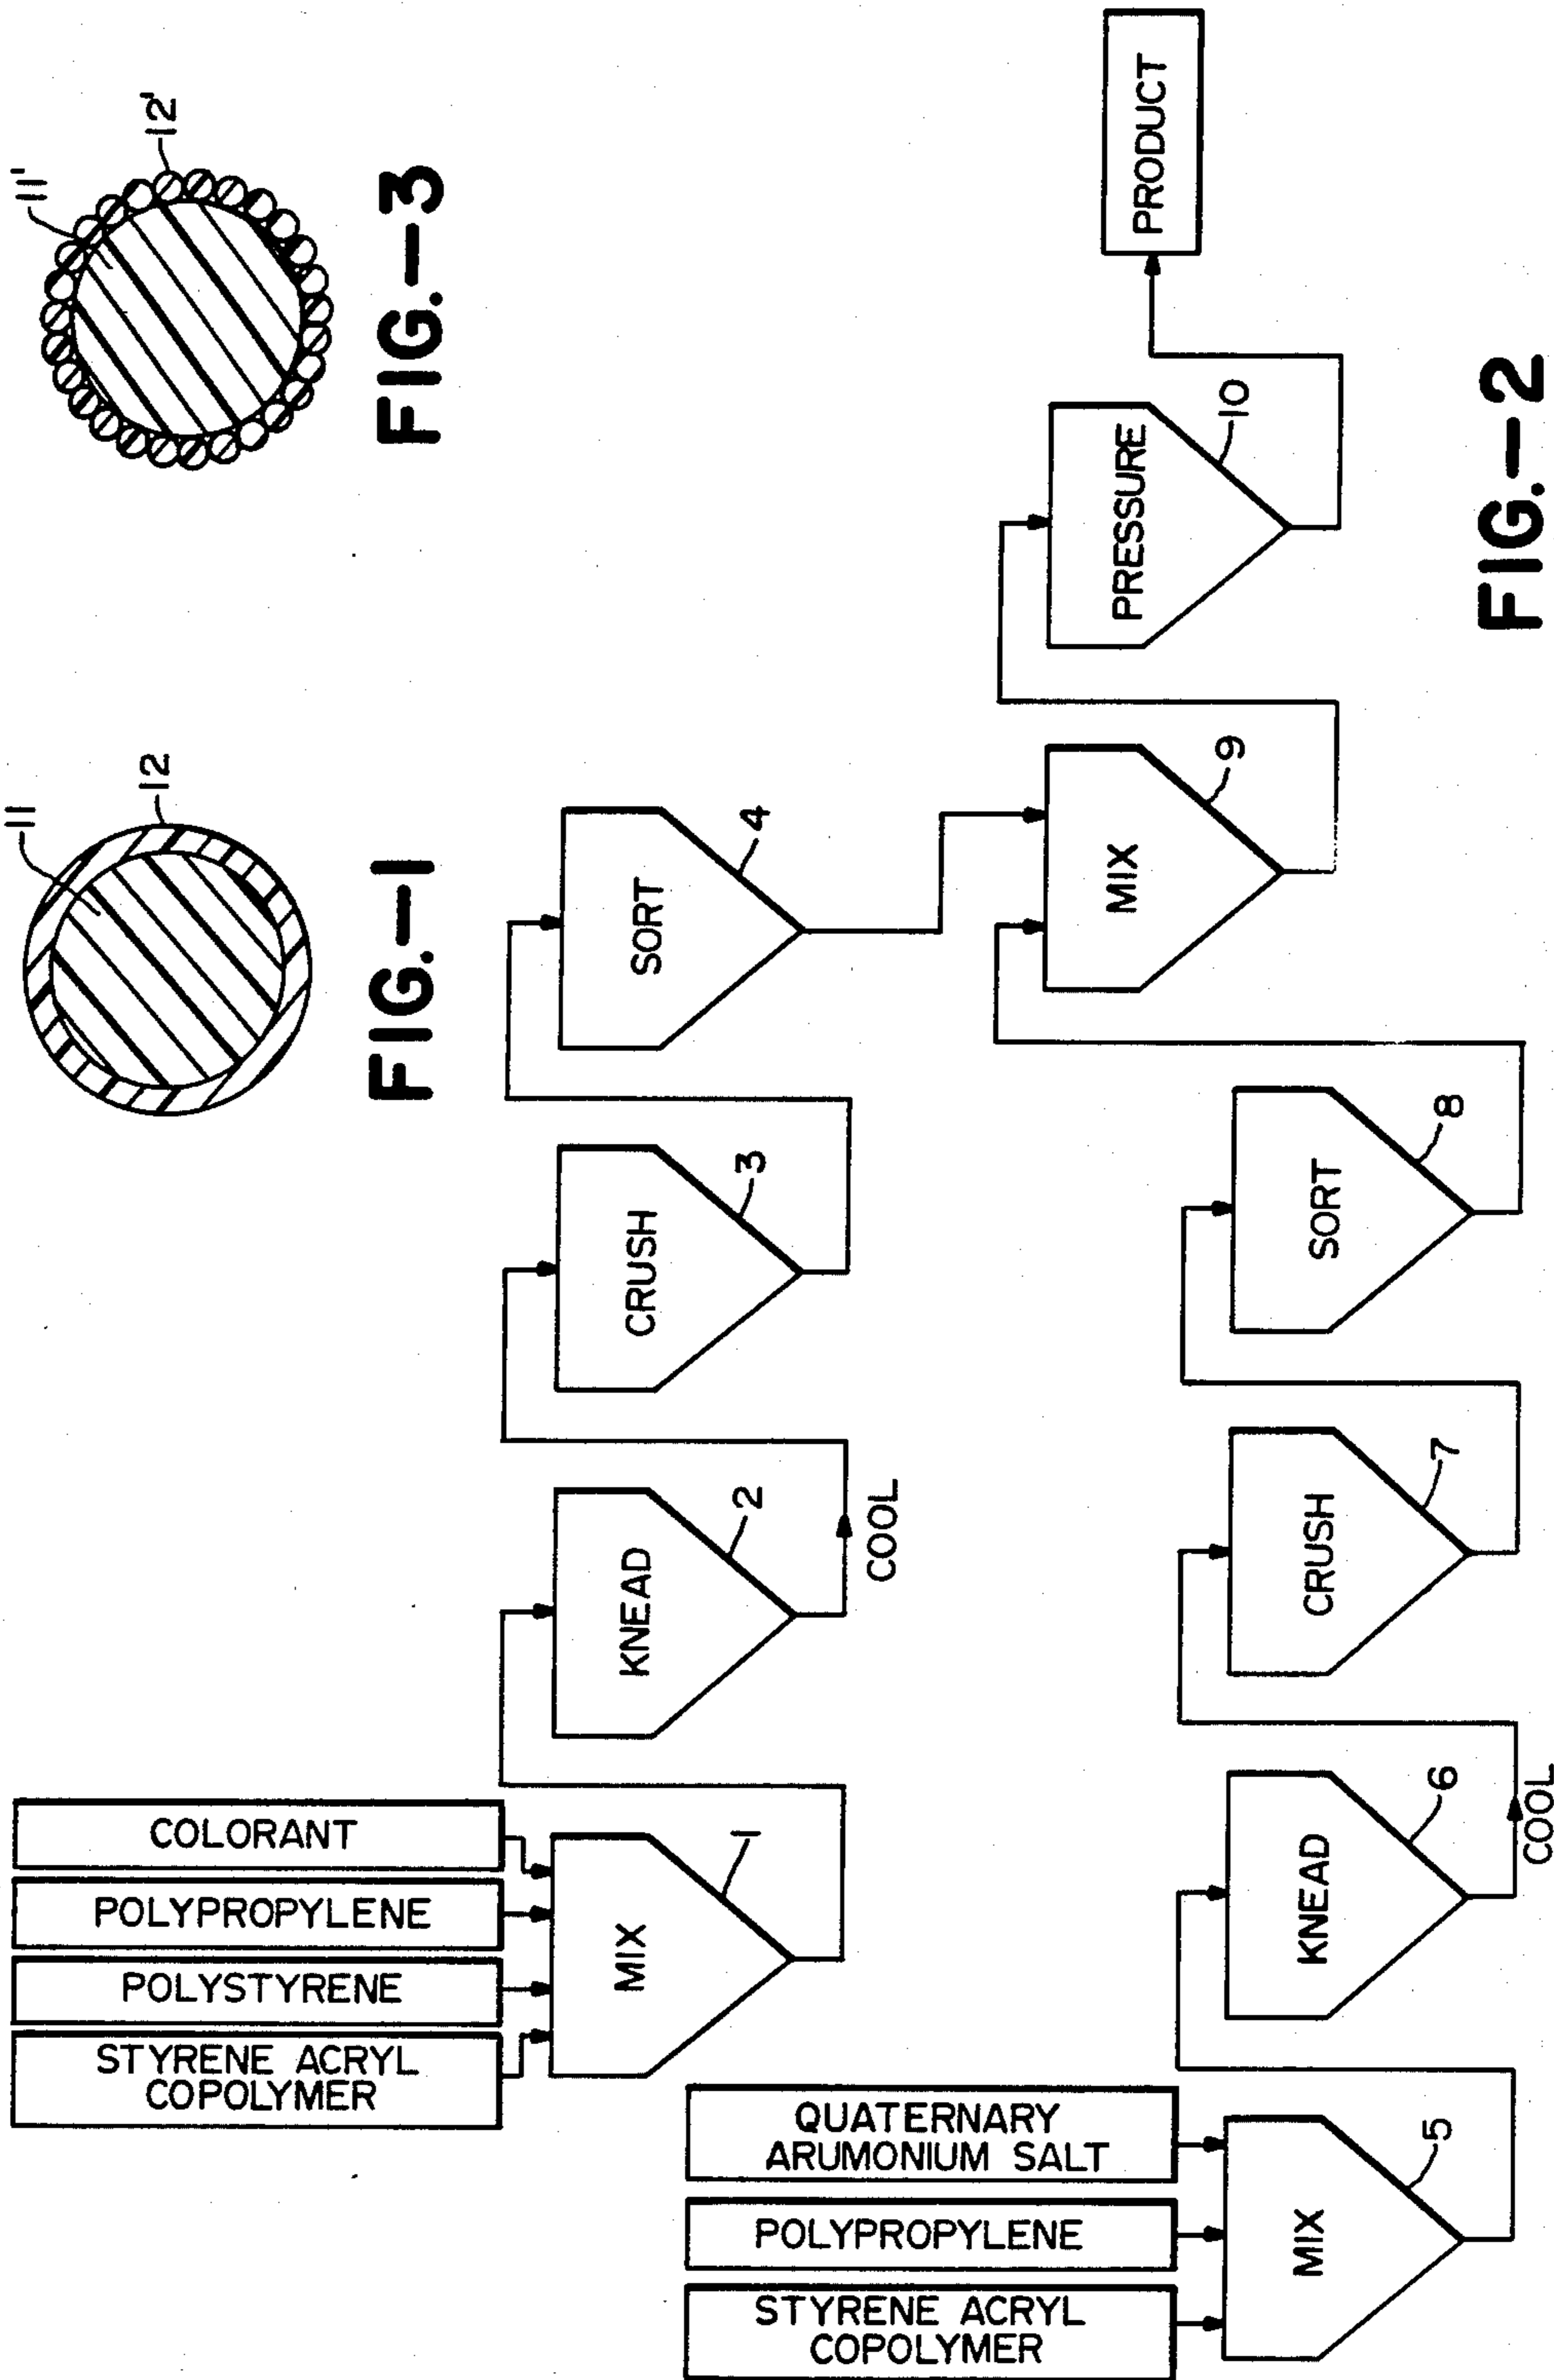 11
12
FIG.-1
11'
12'
FIG.-3
COLORANT
POLYPROPYLENE
POLYSTYRENE
STYRENE ACRYL
COPOLYMER
MIX
1
KNEAD
2
COOL
CRUSH
3
SORT
4
QUATERNARY
ARUMONIUM SALT
POLYPROPYLENE
STYRENE ACRYL
COPOLYMER
MIX
5
KNEAD
6
COOL
CRUSH
7
SORT
8
MIX
9
PRESSURE
10
PRODUCT
FIG.-2